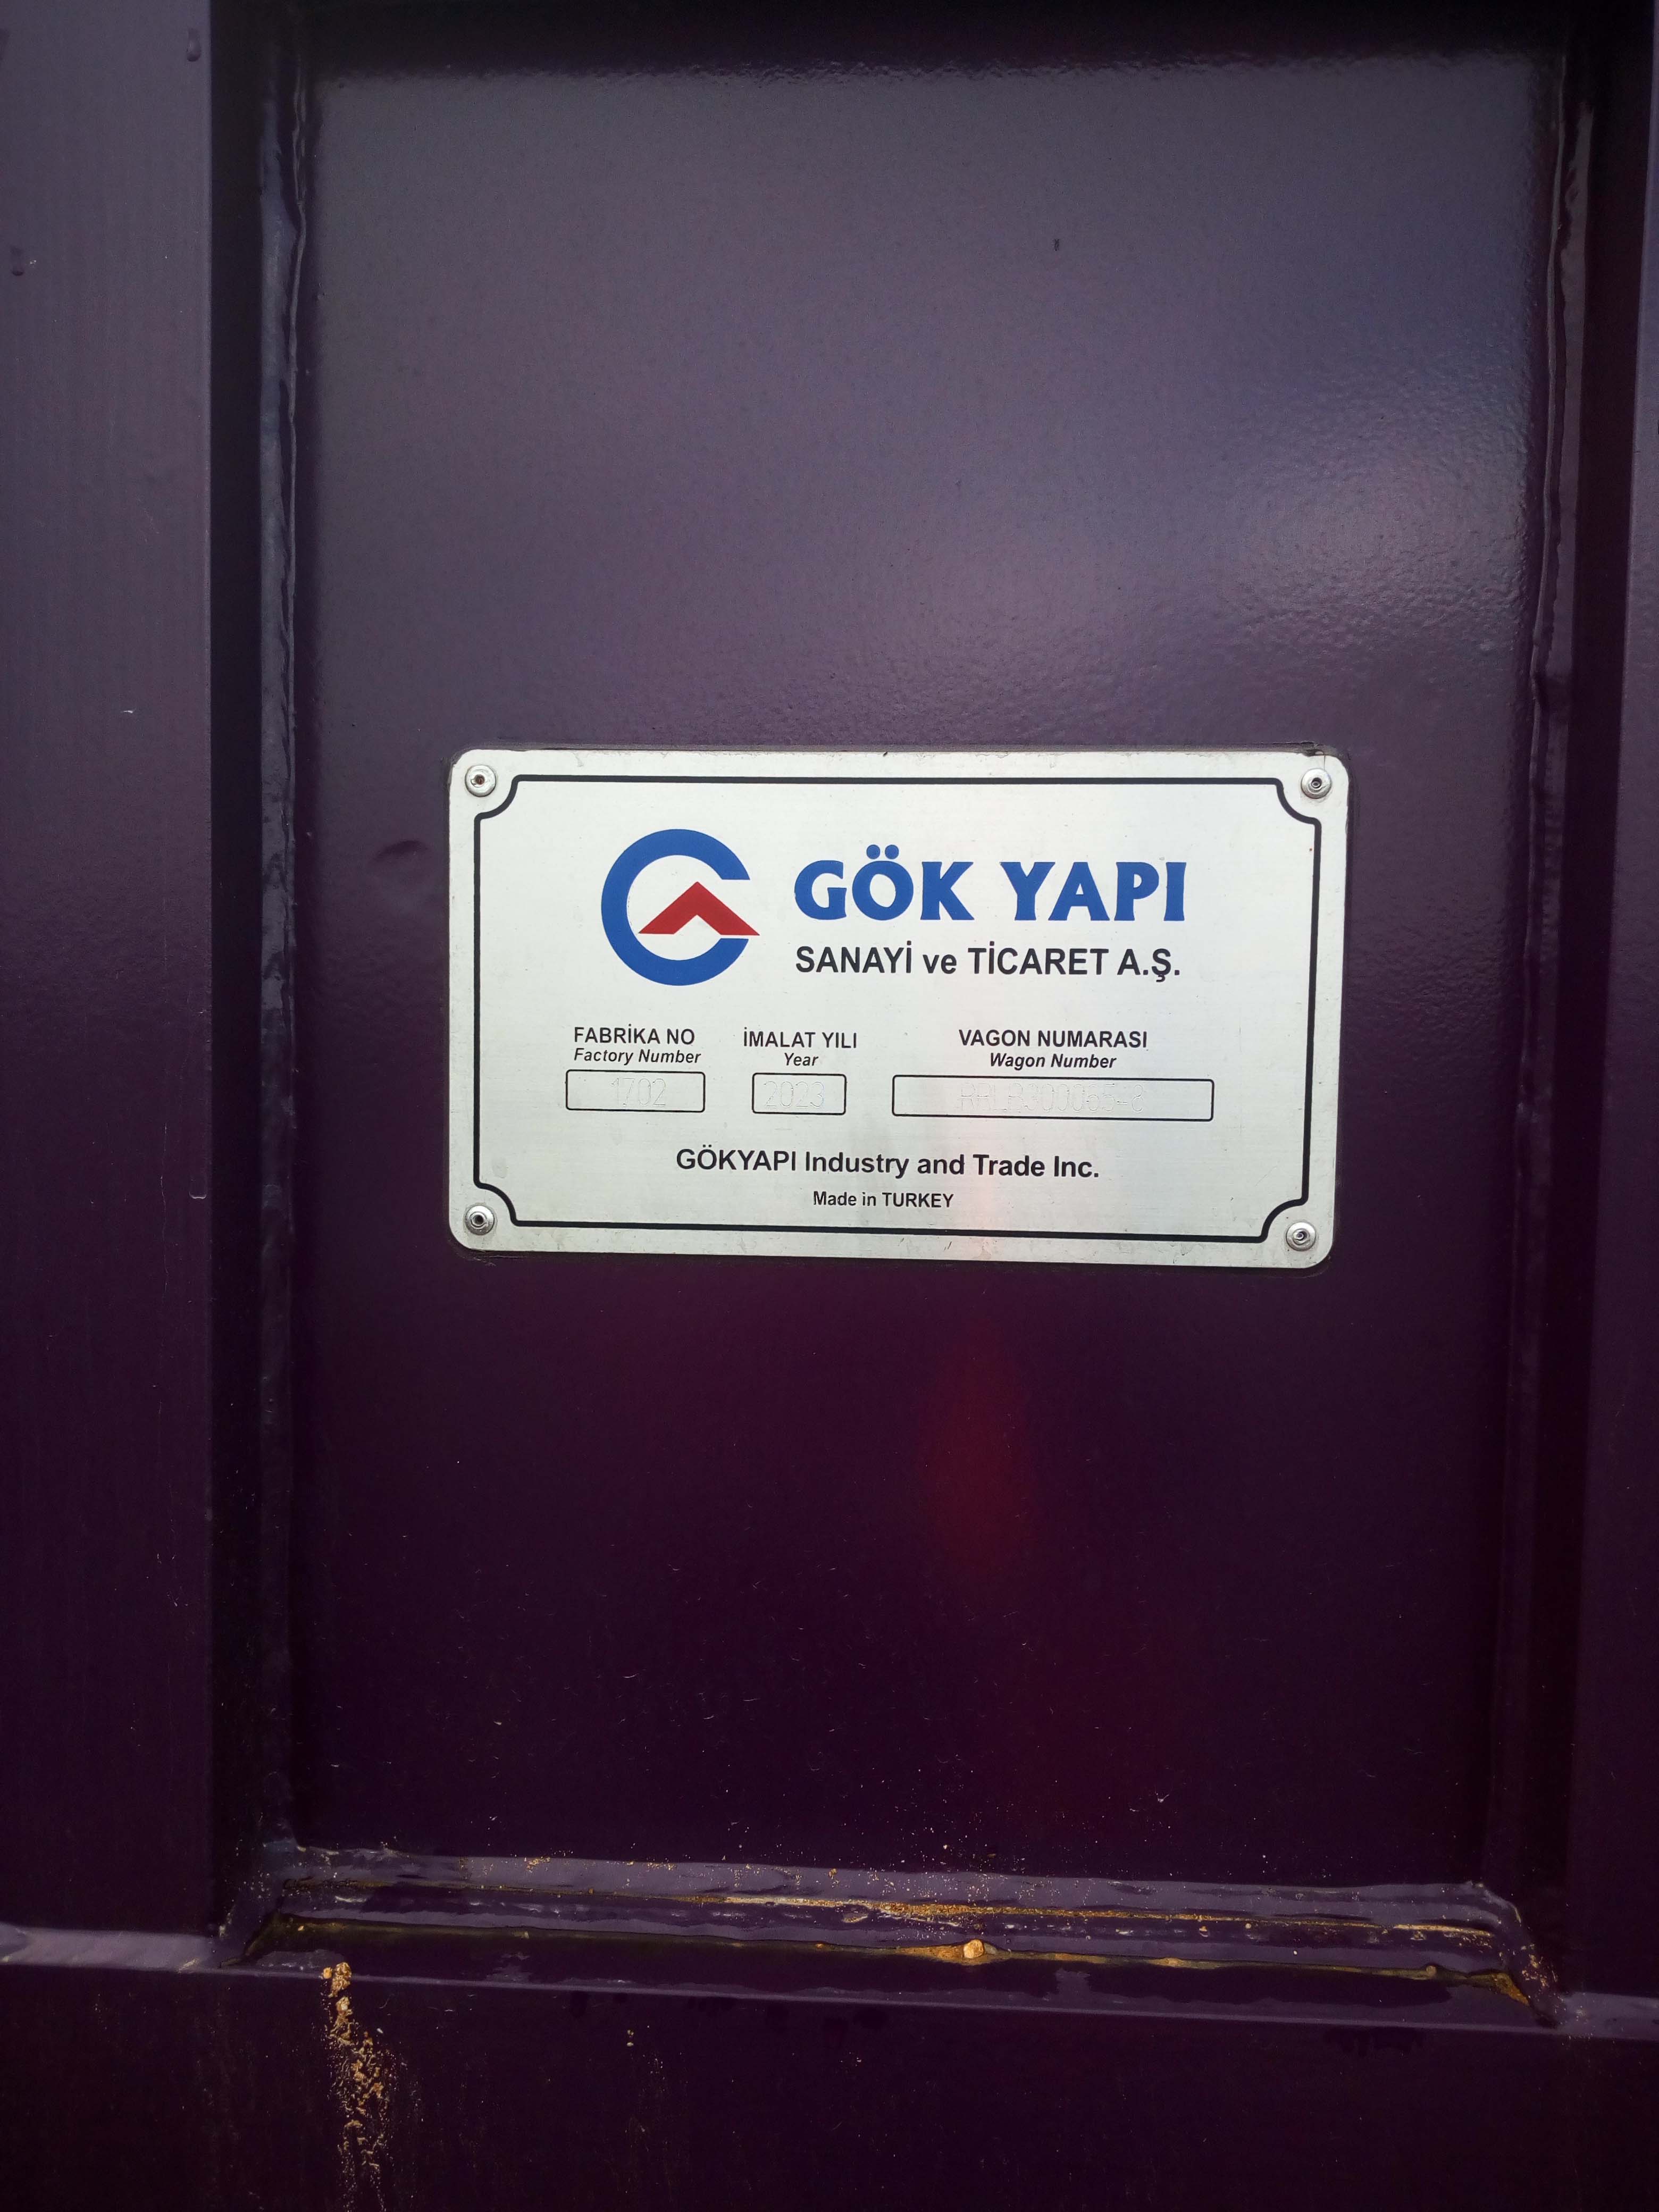 GÖK YAPI
SANAYİ ve TİCARET A.Ş.
FABRİKA NO İMALAT YILI VAGON NUMARASI
Factory Number Year Wagon Number
1702 2023
GÖKYAPI Industry and Trade Inc.
Made in TURKEY